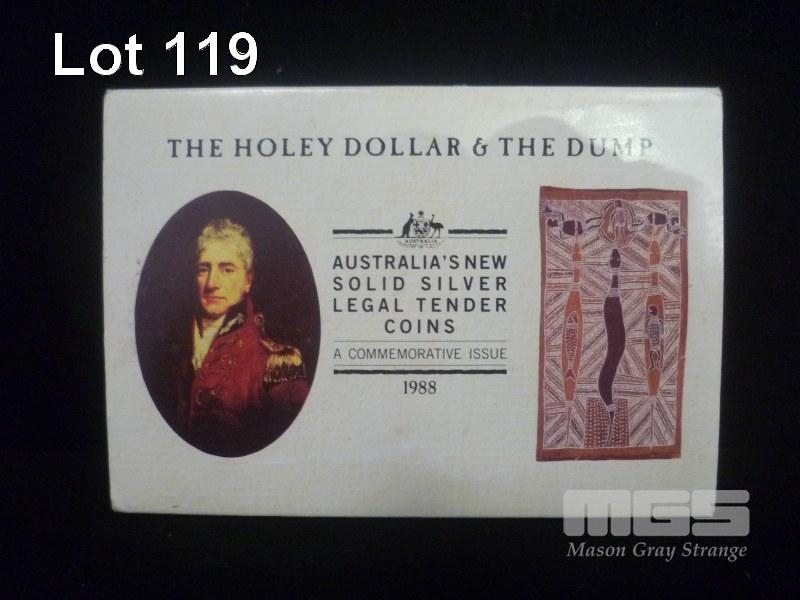 Lot 119
THE HOLEY DOLLAR & THE DUMP
AUSTRALIA
AUSTRALIA'S NEW
SOLID SILVER
LEGAL TENDER
COINS
A COMMEMORATIVE ISSUE
1988
MGS
Mason Gray Strange